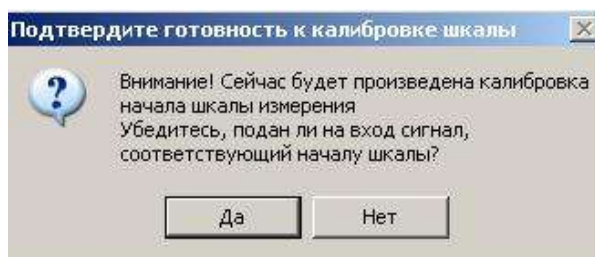 Подтвердите готовность к калибровке шкалы
Внимание! Сейчас будет произведена калибровка
начала шкалы измерения
Убедитесь, подан ли на вход сигнал,
соответствующий началу шкалы?
Да
Нет